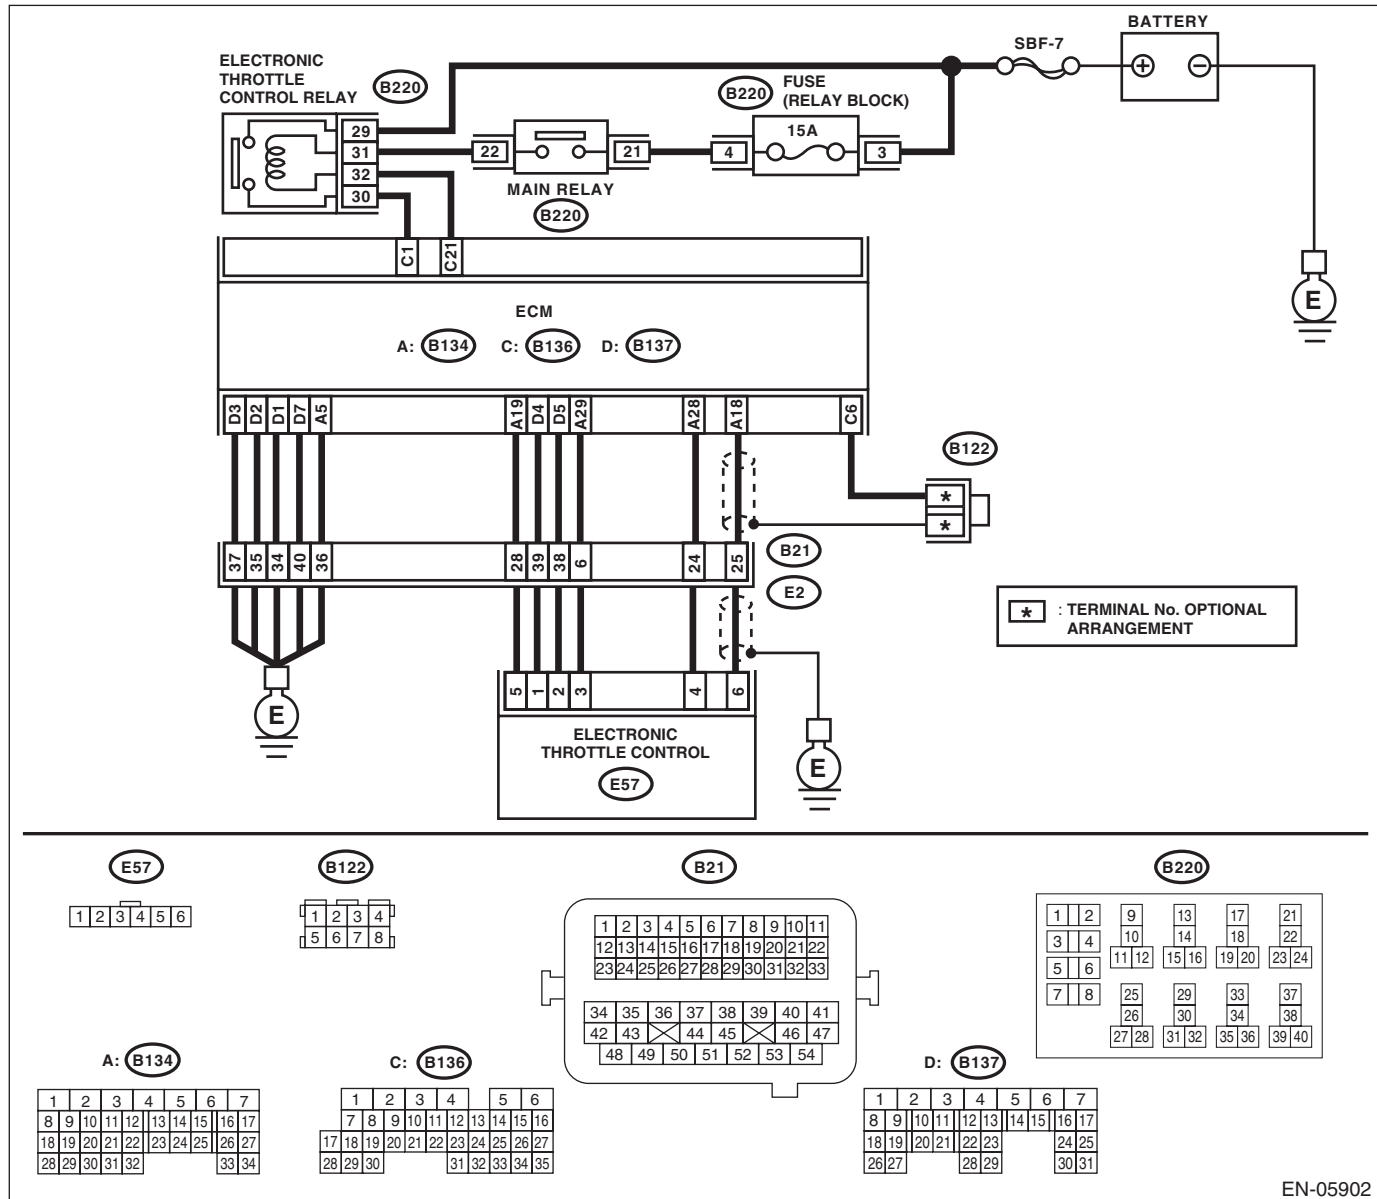 BATTERY
SBF-7
ELECTRONIC
THROTTLE
CONTROL RELAY
B220
B220
FUSE
(RELAY BLOCK)
15A
29
31
32
30
22
21
4
3
MAIN RELAY
B220
E
C1
C21
ECM
A: B134 C: B136 D: B137
D3 D2 D1 D7 A5 A19 D4 D5 A29 A28 A18 C6
B122
*
*
37 35 34 40 36 28 39 38 6 24 25
B21
E2
* : TERMINAL No. OPTIONAL
ARRANGEMENT
5 1 2 3 4 6
E
ELECTRONIC
THROTTLE CONTROL
E57
E
E57
1 2 3 4 5 6
B122
1 2 3 4
5 6 7 8
B21
1 2 3 4 5 6 7 8 9 10 11
12 13 14 15 16 17 18 19 20 21 22
23 24 25 26 27 28 29 30 31 32 33
34 35 36 37 38 39 40 41
42 43 44 45 46 47
48 49 50 51 52 53 54
B220
1 2 9 13 17 21
3 4 10 14 18 22
5 6 11 12 15 16 19 20 23 24
7 8 25 29 33 37
26 30 34 38
27 28 31 32 35 36 39 40
A: B134
1 2 3 4 5 6 7
8 9 10 11 12 13 14 15 16 17
18 19 20 21 22 23 24 25 26 27
28 29 30 31 32 33 34
C: B136
1 2 3 4 5 6
7 8 9 10 11 12 13 14 15 16
17 18 19 20 21 22 23 24 25 26 27
28 29 30 31 32 33 34 35
D: B137
1 2 3 4 5 6 7
8 9 10 11 12 13 14 15 16 17
18 19 20 21 22 23 24 25
26 27 28 29 30 31
EN-05902